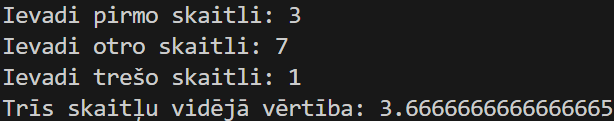 Ievadi pirmo skaitli: 3
Ievadi otro skaitli: 7
Ievadi trešo skaitli: 1
Trīs skaitļu vidējā vērtība: 3.6666666666666665